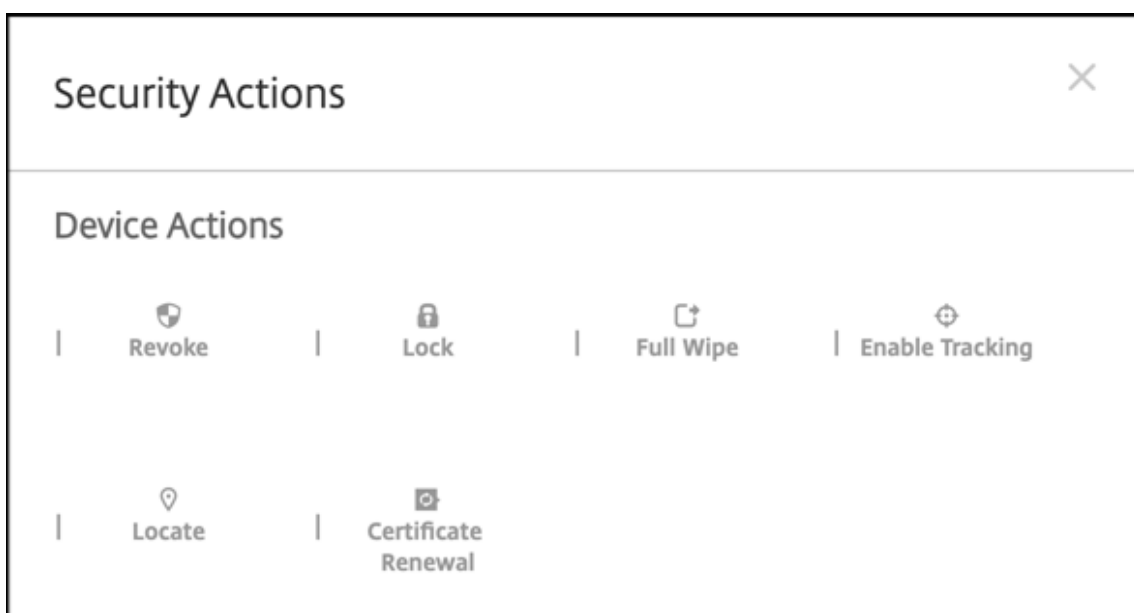 Security Actions
Device Actions
Revoke
Lock
Full Wipe
Enable Tracking
Locate
Certificate
Renewal